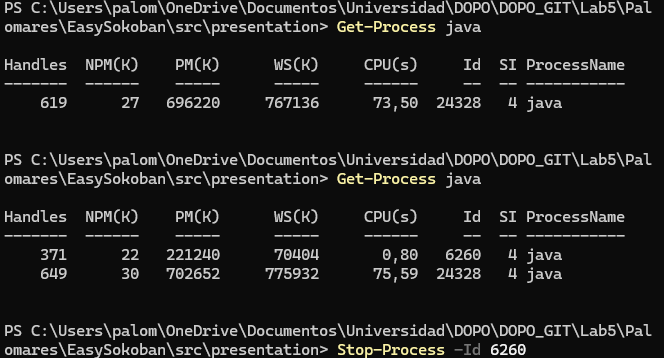 PS C:\Users\palom\OneDrive\Documentos\Universidad\DOPO\DOPO_GIT\Lab5\Pal
omares\EasySokoban\src\presentation> Get-Process java
Handles  NPM(K)    PM(K)      WS(K)     CPU(s)     Id  SI ProcessName
-------  ------    -----      -----     ------     --  -- -----------
    619      27   696220     767136      73,50  24328   4 java
PS C:\Users\palom\OneDrive\Documentos\Universidad\DOPO\DOPO_GIT\Lab5\Pal
omares\EasySokoban\src\presentation> Get-Process java
Handles  NPM(K)    PM(K)      WS(K)     CPU(s)     Id  SI ProcessName
-------  ------    -----      -----     ------     --  -- -----------
    371      22   221240      70404       0,80   6260   4 java
    649      30   702652     775932      75,59  24328   4 java
PS C:\Users\palom\OneDrive\Documentos\Universidad\DOPO\DOPO_GIT\Lab5\Pal
omares\EasySokoban\src\presentation> Stop-Process -Id 6260